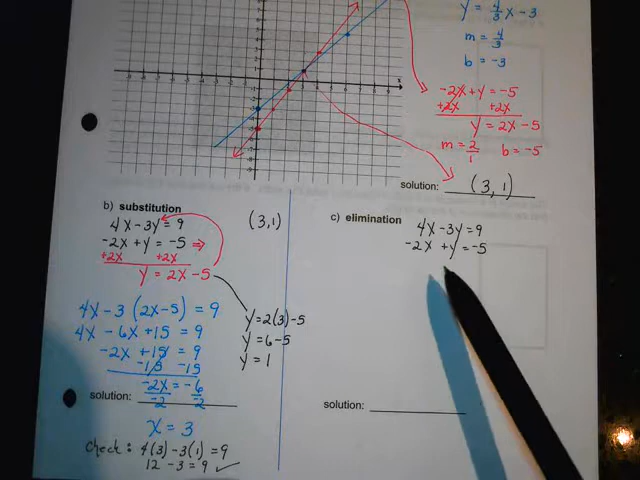 y = 4/3 x - 3
m = 4/3
b = -3
-2x + y = -5
+2x +2x
y = 2x - 5
m = 2/1 b = -5
solution: (3, 1)
b) substitution
4x - 3y = 9
-2x + y = -5 ⇒
+2x +2x
y = 2x - 5
(3,1)
4x - 3 (2x - 5) = 9
4x - 6x + 15 = 9
-2x + 15 = 9
-15 -15
-2x = -6
-2 -2
solution:
x = 3
check: 4(3) - 3(1) = 9
12 - 3 = 9 ✓
y = 2(3) - 5
y = 6 - 5
y = 1
c) elimination
4x - 3y = 9
-2x + y = -5
solution: